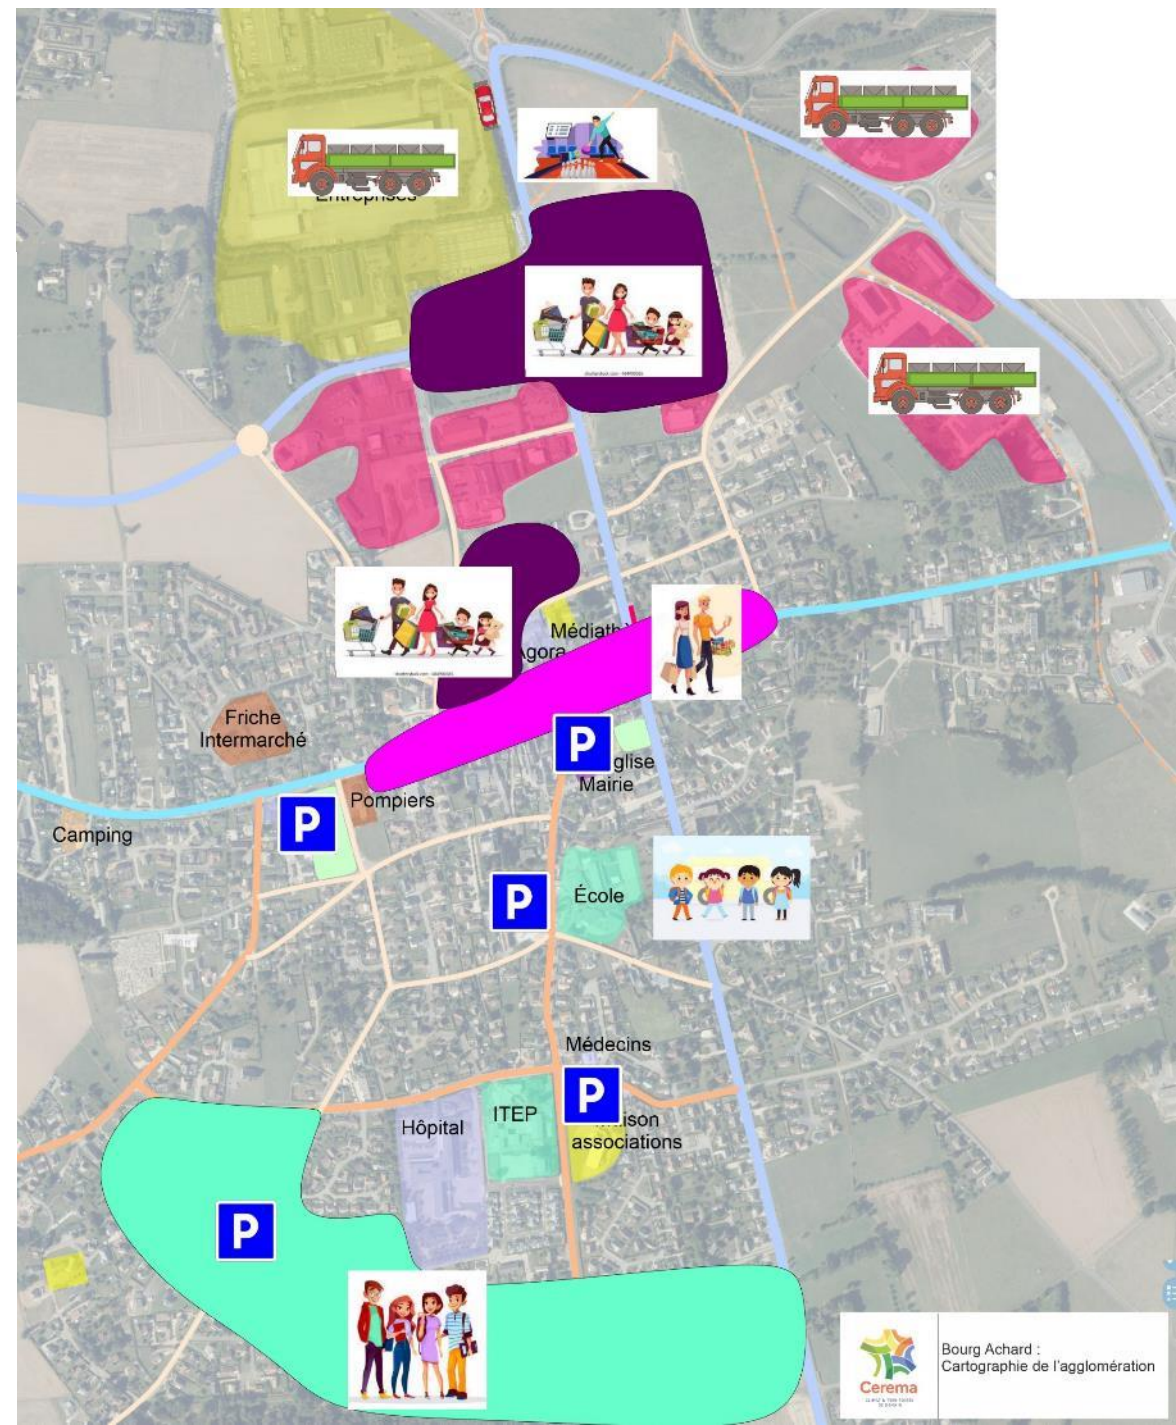 Entreprises
Médiath
Agora
Friche
Intermarché
P
glise
Mairie
Pompiers
P
Camping
P
École
Médecins
P
ITEP
Hôpital
ison
associations
P
Bourg Achard :
Cartographie de l'agglomération
Cerema